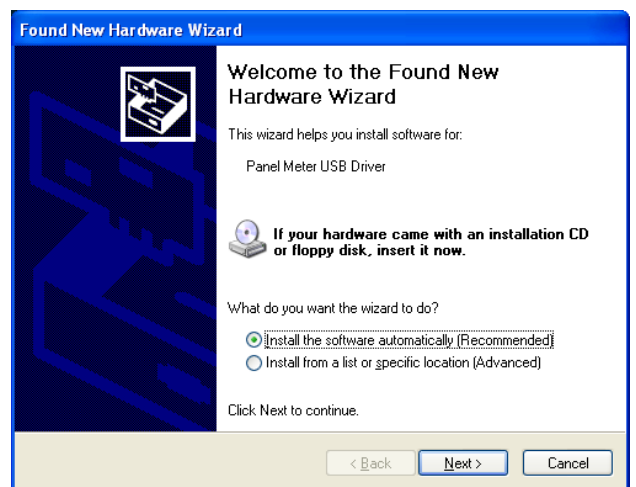 Found New Hardware Wizard
Welcome to the Found New
Hardware Wizard
This wizard helps you install software for:
Panel Meter USB Driver
If your hardware came with an installation CD
or floppy disk, insert it now.
What do you want the wizard to do?
Install the software automatically (Recommended)
Install from a list or specific location (Advanced)
Click Next to continue.
< Back Next > Cancel